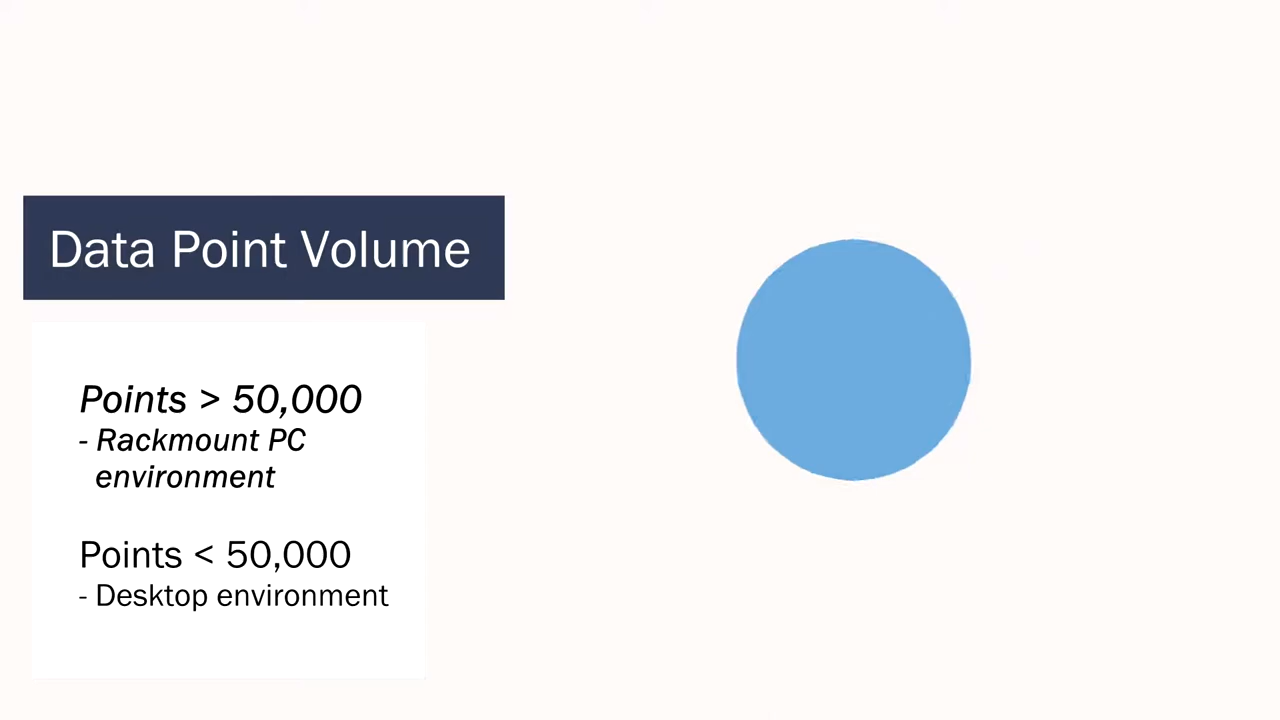 Data Point Volume
Points > 50,000
- Rackmount PC
environment
Points < 50,000
- Desktop environment